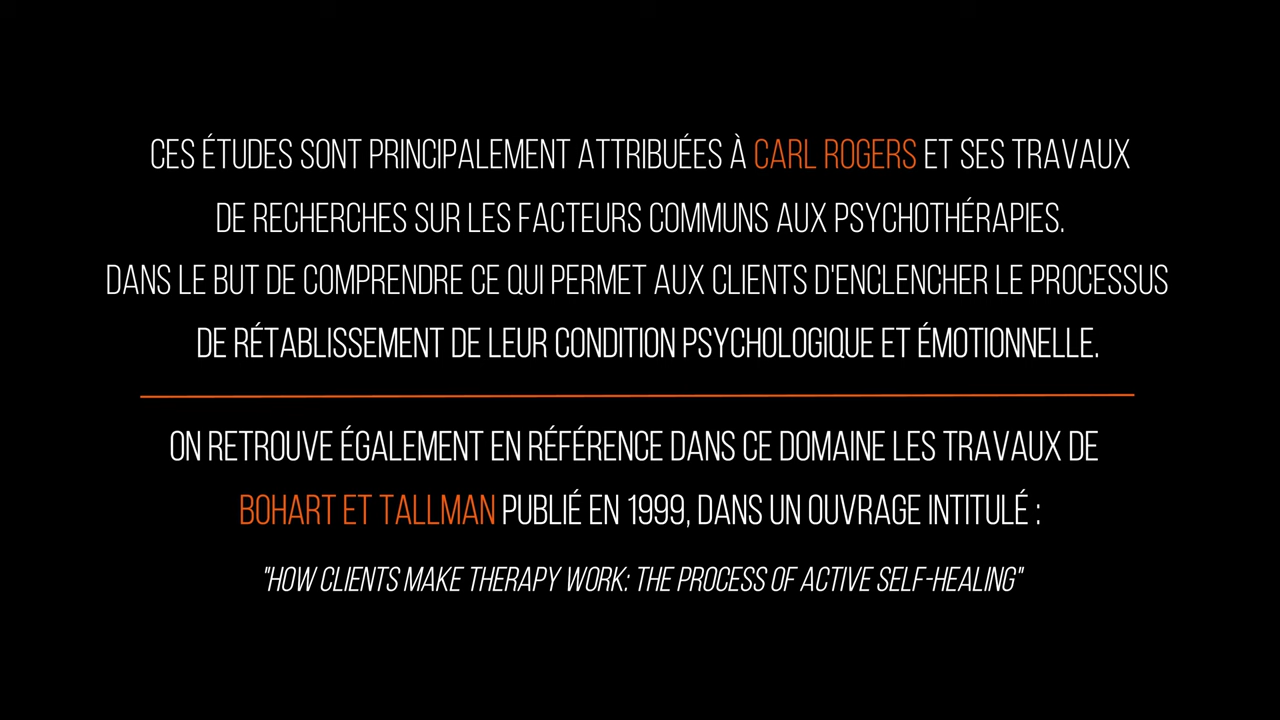 CES ÉTUDES SONT PRINCIPALEMENT ATTRIBUÉES À CARL ROGERS ET SES TRAVAUX
DE RECHERCHES SUR LES FACTEURS COMMUNS AUX PSYCHOTHÉRAPIES.
DANS LE BUT DE COMPRENDRE CE QUI PERMET AUX CLIENTS D'ENCLENCHER LE PROCESSUS
DE RÉTABLISSEMENT DE LEUR CONDITION PSYCHOLOGIQUE ET ÉMOTIONNELLE.
ON RETROUVE ÉGALEMENT EN RÉFÉRENCE DANS CE DOMAINE LES TRAVAUX DE
BOHART ET TALLMAN PUBLIÉ EN 1999, DANS UN OUVRAGE INTITULÉ :
"HOW CLIENTS MAKE THERAPY WORK: THE PROCESS OF ACTIVE SELF-HEALING"